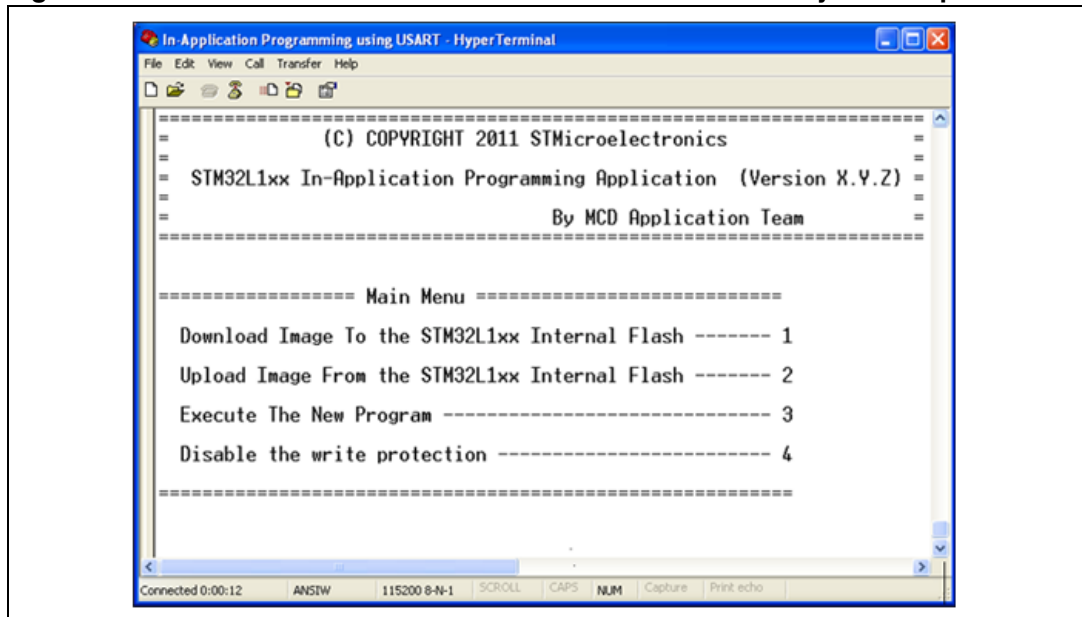 In-Application Programming using USART - HyperTerminal
File Edit View Call Transfer Help
========================================================================
= (C) COPYRIGHT 2011 STMicroelectronics =
= =
= STM32L1xx In-Application Programming Application (Version X.Y.Z) =
= =
= By MCD Application Team =
========================================================================
================== Main Menu ============================
Download Image To the STM32L1xx Internal Flash ------- 1
Upload Image From the STM32L1xx Internal Flash ------- 2
Execute The New Program ------------------------------ 3
Disable the write protection ------------------------- 4
===========================================================
Connected 0:00:12 ANSIW 115200 8-N-1 SCROLL CAPS NUM Capture Print echo